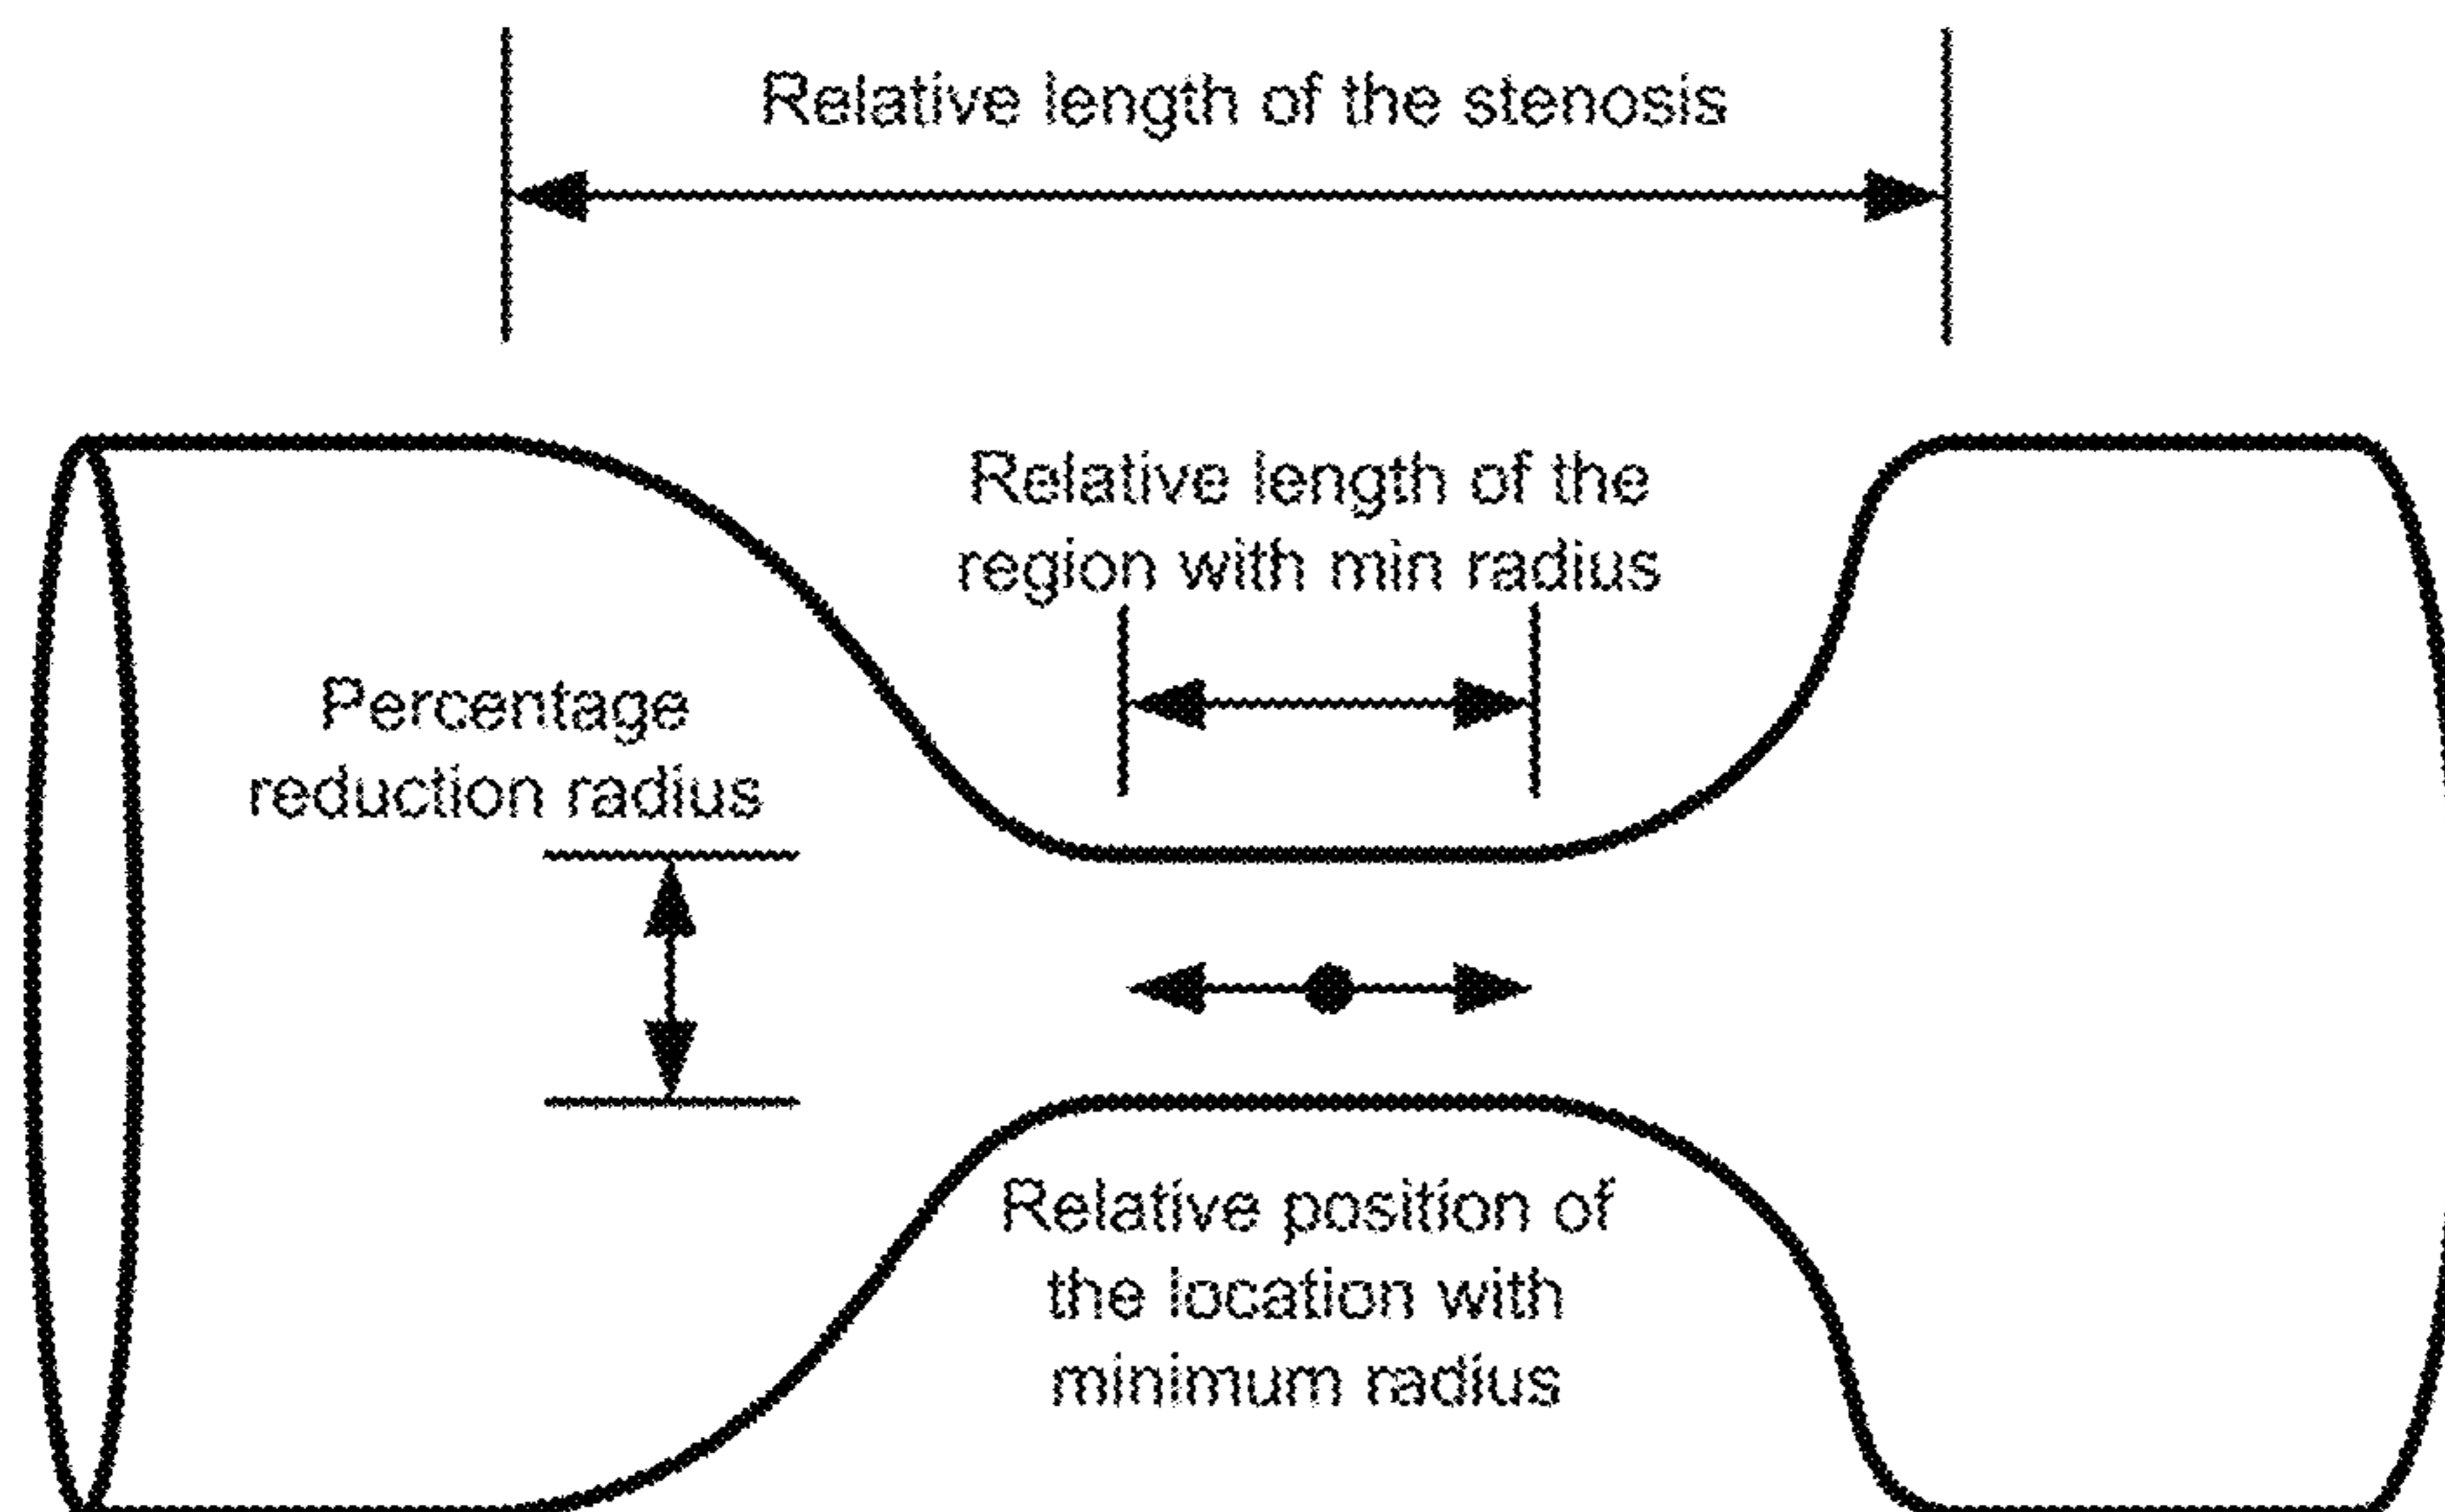 Relative length of the stenosis
Relative length of the
region with min radius
Percentage
reduction radius
Relative position of
the location with
minimum radius